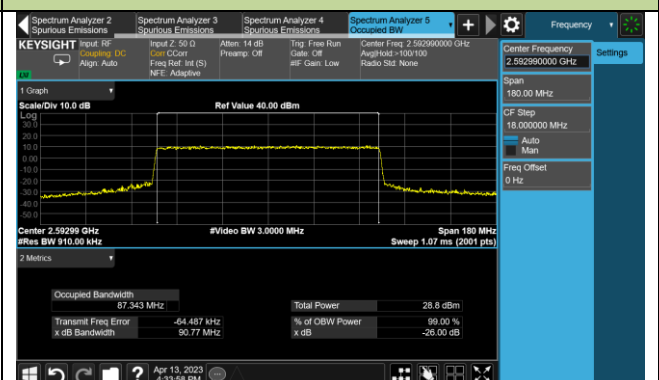 Spectrum Analyzer 2
Spurious Emissions
Spectrum Analyzer 3
Spurious Emissions
Spectrum Analyzer 4
Spurious Emissions
Spectrum Analyzer 5
Occupied BW
Frequency
KEYSIGHT
Input: RF
Coupling: DC
Align: Auto
Input Z: 50 Ω
Corr CCorr
Freq Ref: Int (S)
NFE: Adaptive
Atten: 14 dB
Preamp: Off
Trig: Free Run
Gate: Off
#IF Gain: Low
Center Freq: 2.592990000 GHz
Avg|Hold:>100/100
Radio Std: None
Center Frequency
2.592990000 GHz
Settings
Span
180.00 MHz
CF Step
18.000000 MHz
Auto
Man
Freq Offset
0 Hz
1 Graph
Scale/Div 10.0 dB
Ref Value 40.00 dBm
Log
30.0
20.0
10.0
0.00
-10.0
-20.0
-30.0
-40.0
-50.0
Center 2.59299 GHz
#Video BW 3.0000 MHz
Span 180 MHz
#Res BW 910.00 kHz
Sweep 1.07 ms (2001 pts)
2 Metrics
Occupied Bandwidth
87.343 MHz
Total Power
28.8 dBm
Transmit Freq Error
-64.487 kHz
% of OBW Power
99.00 %
x dB Bandwidth
90.77 MHz
x dB
-26.00 dB
?
Apr 13, 2023
4:33:58 PM